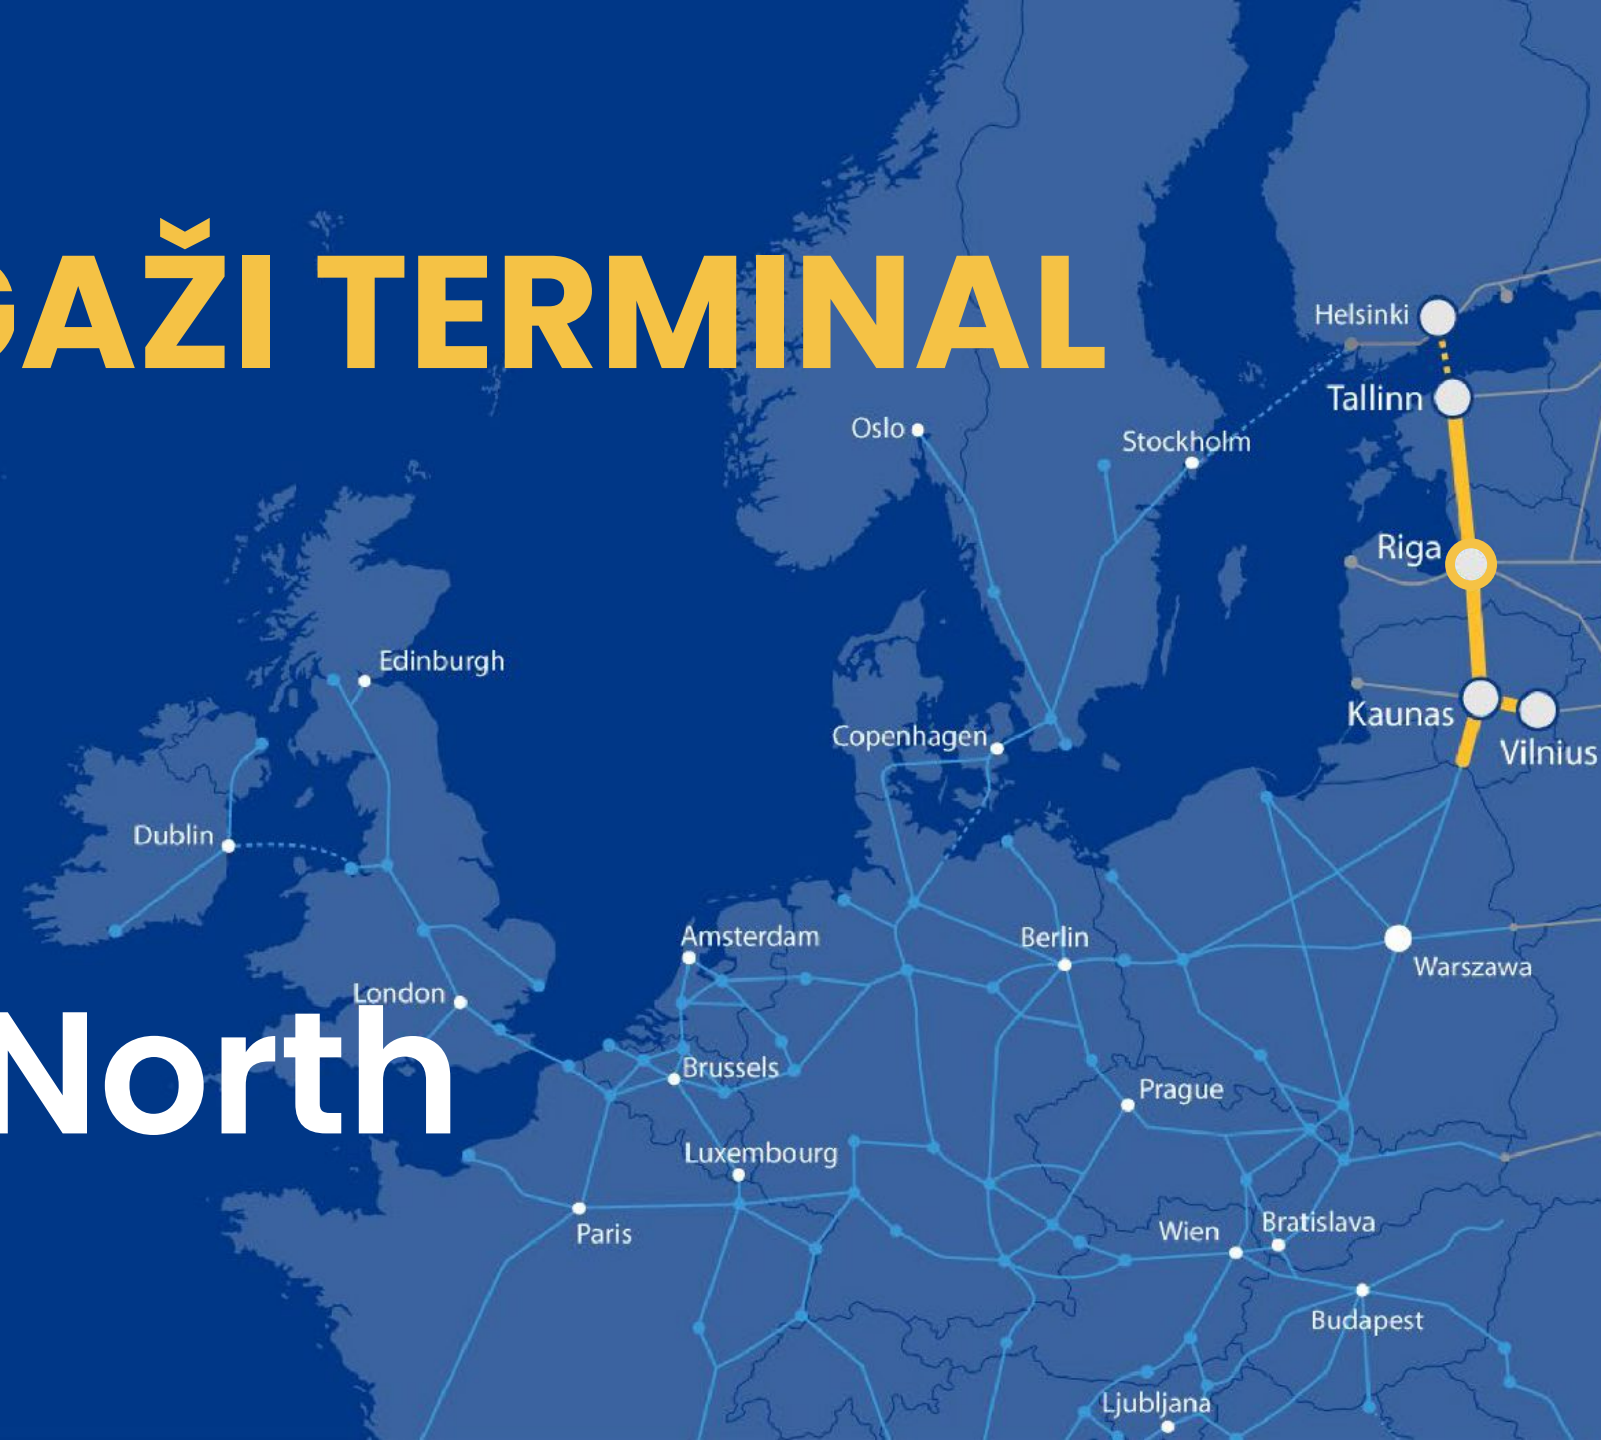 GAŽI TERMINAL
Helsinki
Tallinn
Oslo
Stockholm
Riga
Edinburgh
Kaunas
Copenhagen
Vilnius
Dublin
Amsterdam
Berlin
Warszawa
London
North
Brussels
Prague
Luxembourg
Paris
Wien
Bratislava
Budapest
Ljubljana